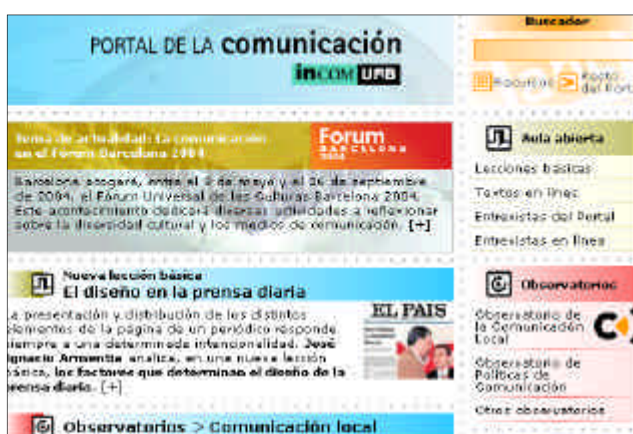 PORTAL DE LA comunicación
incom UAB
Tema de actualidad: La comunicación
en el Fórum Barcelona 2004
Forum
BARCELONA
2004
Barcelona acogerá, entre el 9 de mayo y el 26 de septiembre
de 2004, el Fórum Universal de las Culturas Barcelona 2004.
Este acontecimiento dedicará diversas actividades a reflexionar
sobre la diversidad cultural y los medios de comunicación. [+]
Nueva lección básica
El diseño en la prensa diaria
a presentación y distribución de los distintos
elementos de la página de un periódico responde
siempre a una determinada intencionalidad. José
Ignacio Armentia analiza, en una nueva lección
básica, los factores que determinan el diseño de la
prensa diaria. [+]
EL PAIS
Observatorios > Comunicación local
Buscador
Recursos
Resto
del Port
Aula abierta
Lecciones básicas
Textos en línea
Entrevistas del Portal
Entrevistas en línea
Observatorios
Observatorio de
la Comunicación
Local
Observatorio de
Políticas de
Comunicación
Otros observatorios